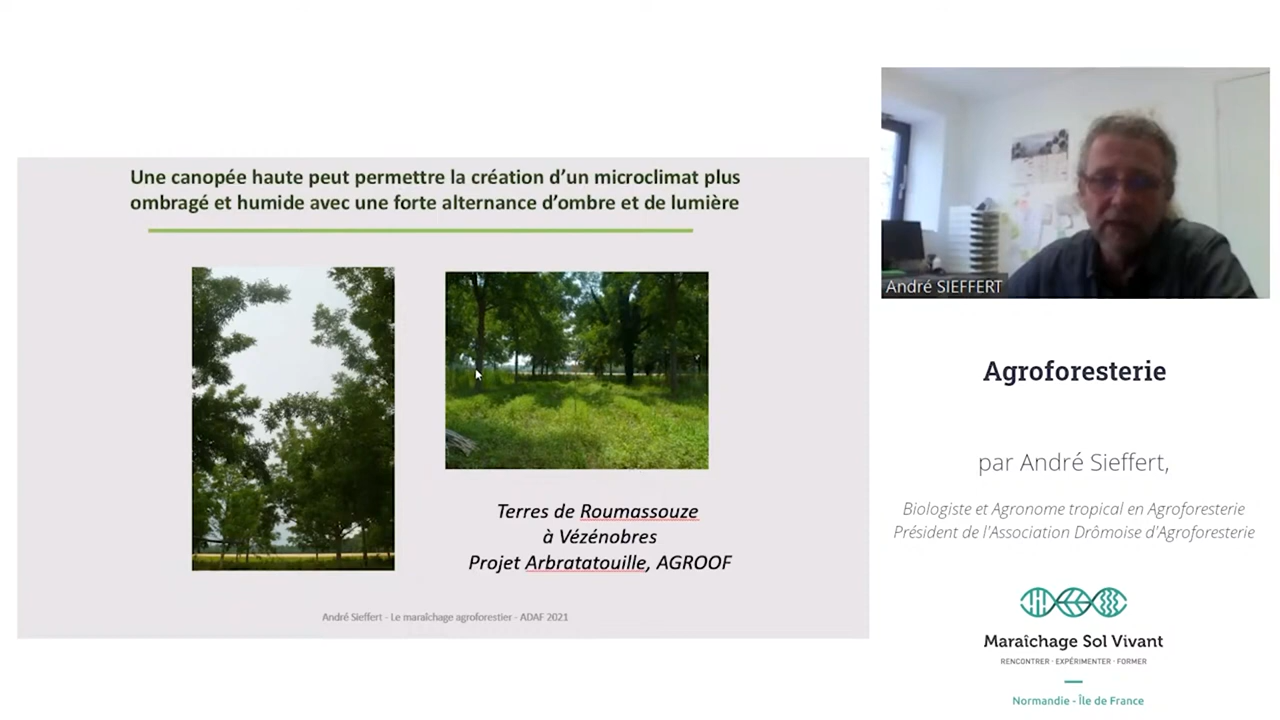 Une canopée haute peut permettre la création d'un microclimat plus
ombragé et humide avec une forte alternance d'ombre et de lumière
Terres de Roumassouze
à Vézénobres
Projet Arbratatouille, AGROOF
André Sieffert - Le maraîchage agroforestier - ADAF 2021
André SIEFFERT
Agroforesterie
par André Sieffert,
Biologiste et Agronome tropical en Agroforesterie
Président de l'Association Drômoise d'Agroforesterie
Maraîchage Sol Vivant
RENCONTRER · EXPÉRIMENTER · FORMER
Normandie - Île de France